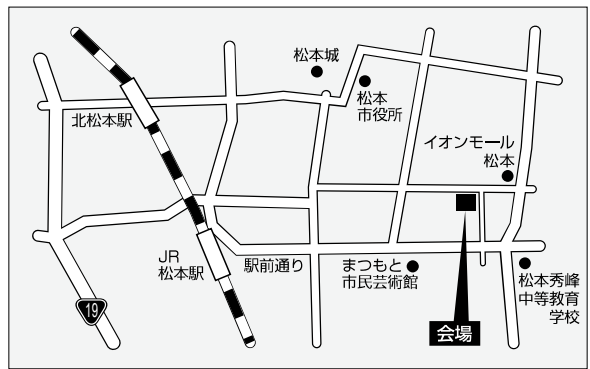 松本城
松本
市役所
北松本駅
イオンモール
松本
JR
松本駅
駅前通り
まつもと
市民芸術館
松本秀峰
中等教育
学校
19
会場